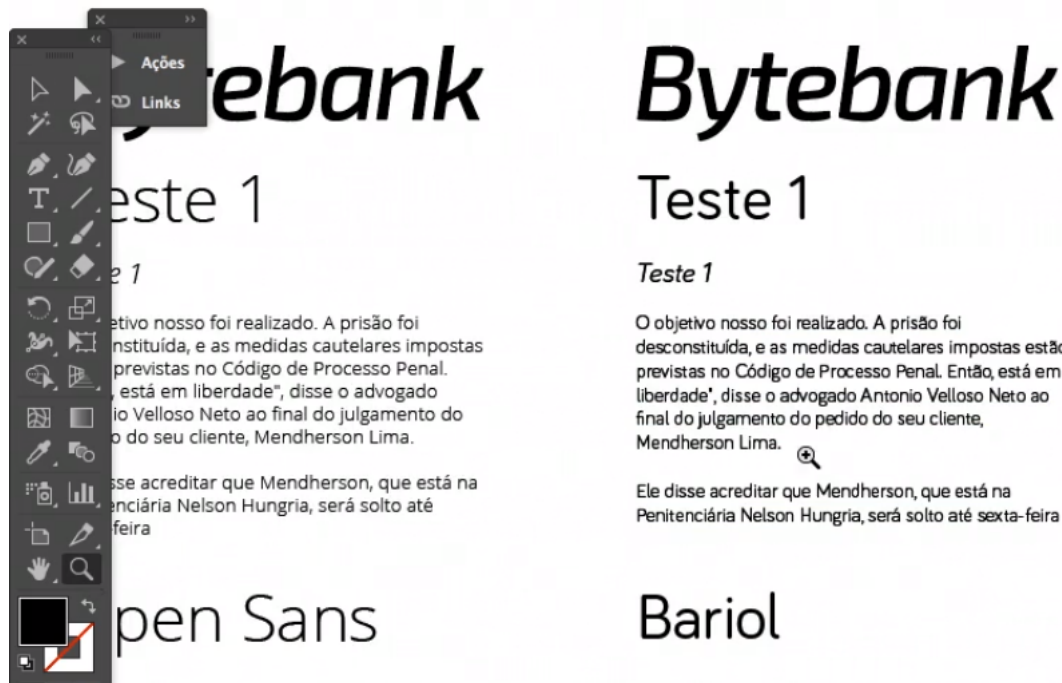 Ações
Links
ebank
este 1
e 1
etivo nosso foi realizado. A prisão foi
nstituída, e as medidas cautelares impostas
previstas no Código de Processo Penal.
, está em liberdade", disse o advogado
io Velloso Neto ao final do julgamento do
o do seu cliente, Mendherson Lima.
sse acreditar que Mendherson, que está na
enciária Nelson Hungria, será solto até
-feira
pen Sans
Bytebank
Teste 1
Teste 1
O objetivo nosso foi realizado. A prisão foi
desconstituída, e as medidas cautelares impostas estão
previstas no Código de Processo Penal. Então, está em
liberdade", disse o advogado Antonio Velloso Neto ao
final do julgamento do pedido do seu cliente,
Mendherson Lima.
Ele disse acreditar que Mendherson, que está na
Penitenciária Nelson Hungria, será solto até sexta-feira
Bariol